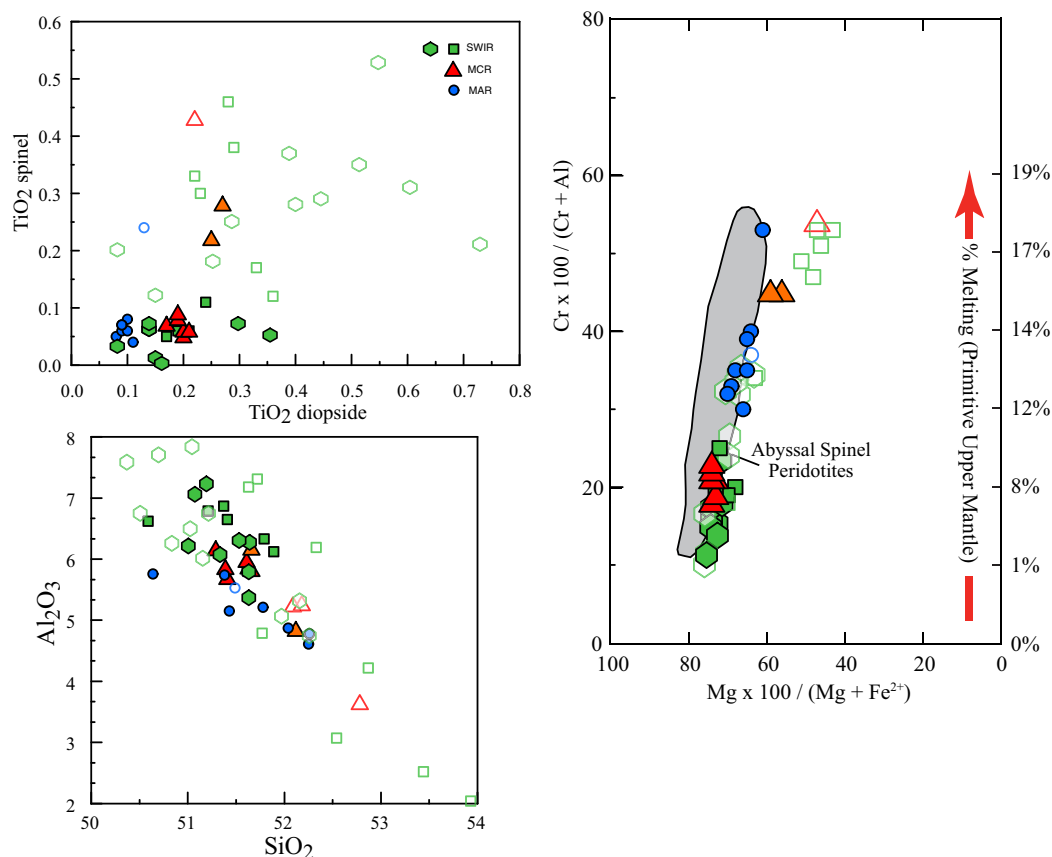 0.6
0.5
0.4
0.3
0.2
0.1
0.0
TiO2 spinel
SWIR
MCR
MAR
0.0 0.1 0.2 0.3 0.4 0.5 0.6 0.7 0.8
TiO2 diopside
8
7
6
5
4
3
2
Al2O3
50 51 52 53 54
SiO2
80
60
40
20
0
Cr x 100 / (Cr + Al)
Abyssal Spinel
Peridotites
19%
17%
14%
12%
8%
1%
0%
% Melting (Primitive Upper Mantle)
100 80 60 40 20 0
Mg x 100 / (Mg + Fe2+)